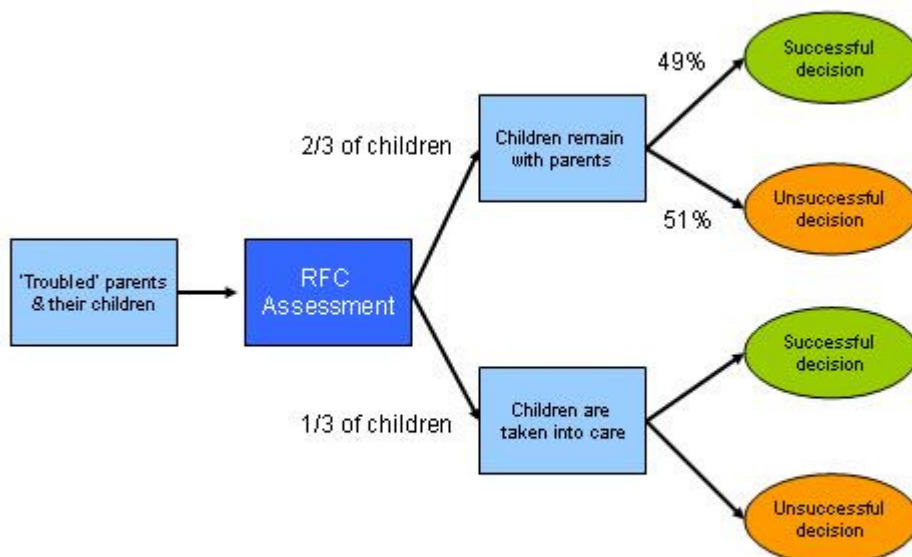 'Troubled' parents
& their children
RFC
Assessment
2/3 of children
1/3 of children
Children remain
with parents
Children are
taken into care
49%
51%
Successful
decision
Unsuccessful
decision
Successful
decision
Unsuccessful
decision